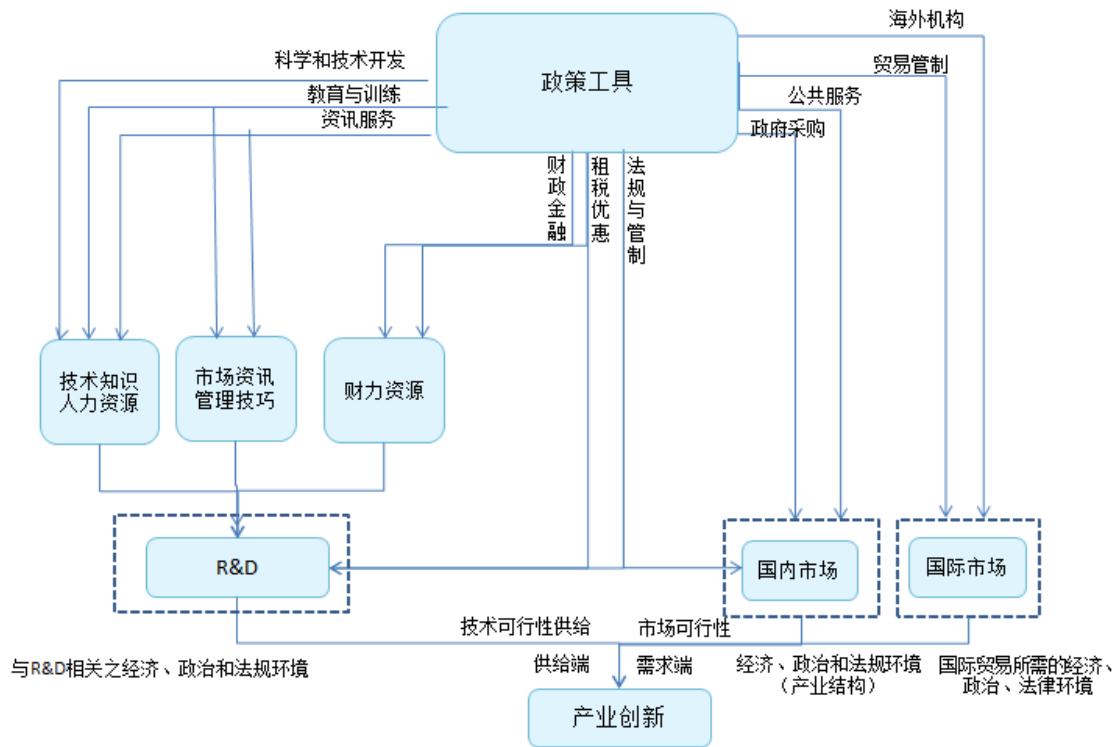 海外机构
科学和技术开发
政策工具
贸易管制
教育与训练
公共服务
资讯服务
政府采购
财政金融
租税优惠
法规与管制
技术知识
人力资源
市场资讯
管理技巧
财力资源
R&D
国内市场
国际市场
技术可行性供给
市场可行性
与R&D相关之经济、政治和法规环境
供给端
需求端
经济、政治和法规环境
（产业结构）
国际贸易所需的经济、
政治、法律环境
产业创新